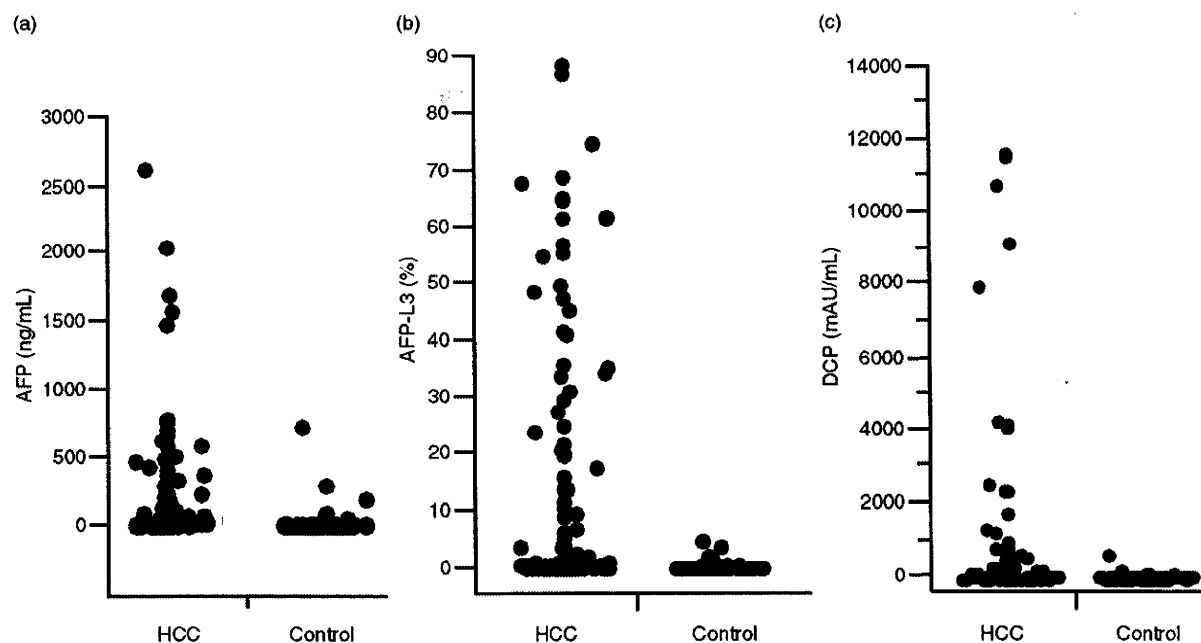 (a)
AFP (ng/mL)
3000
2500
2000
1500
1000
500
0
HCC
Control
(b)
AFP-L3 (%)
90
80
70
60
50
40
30
20
10
0
HCC
Control
(c)
DCP (mAU/mL)
14000
12000
10000
8000
6000
4000
2000
0
HCC
Control